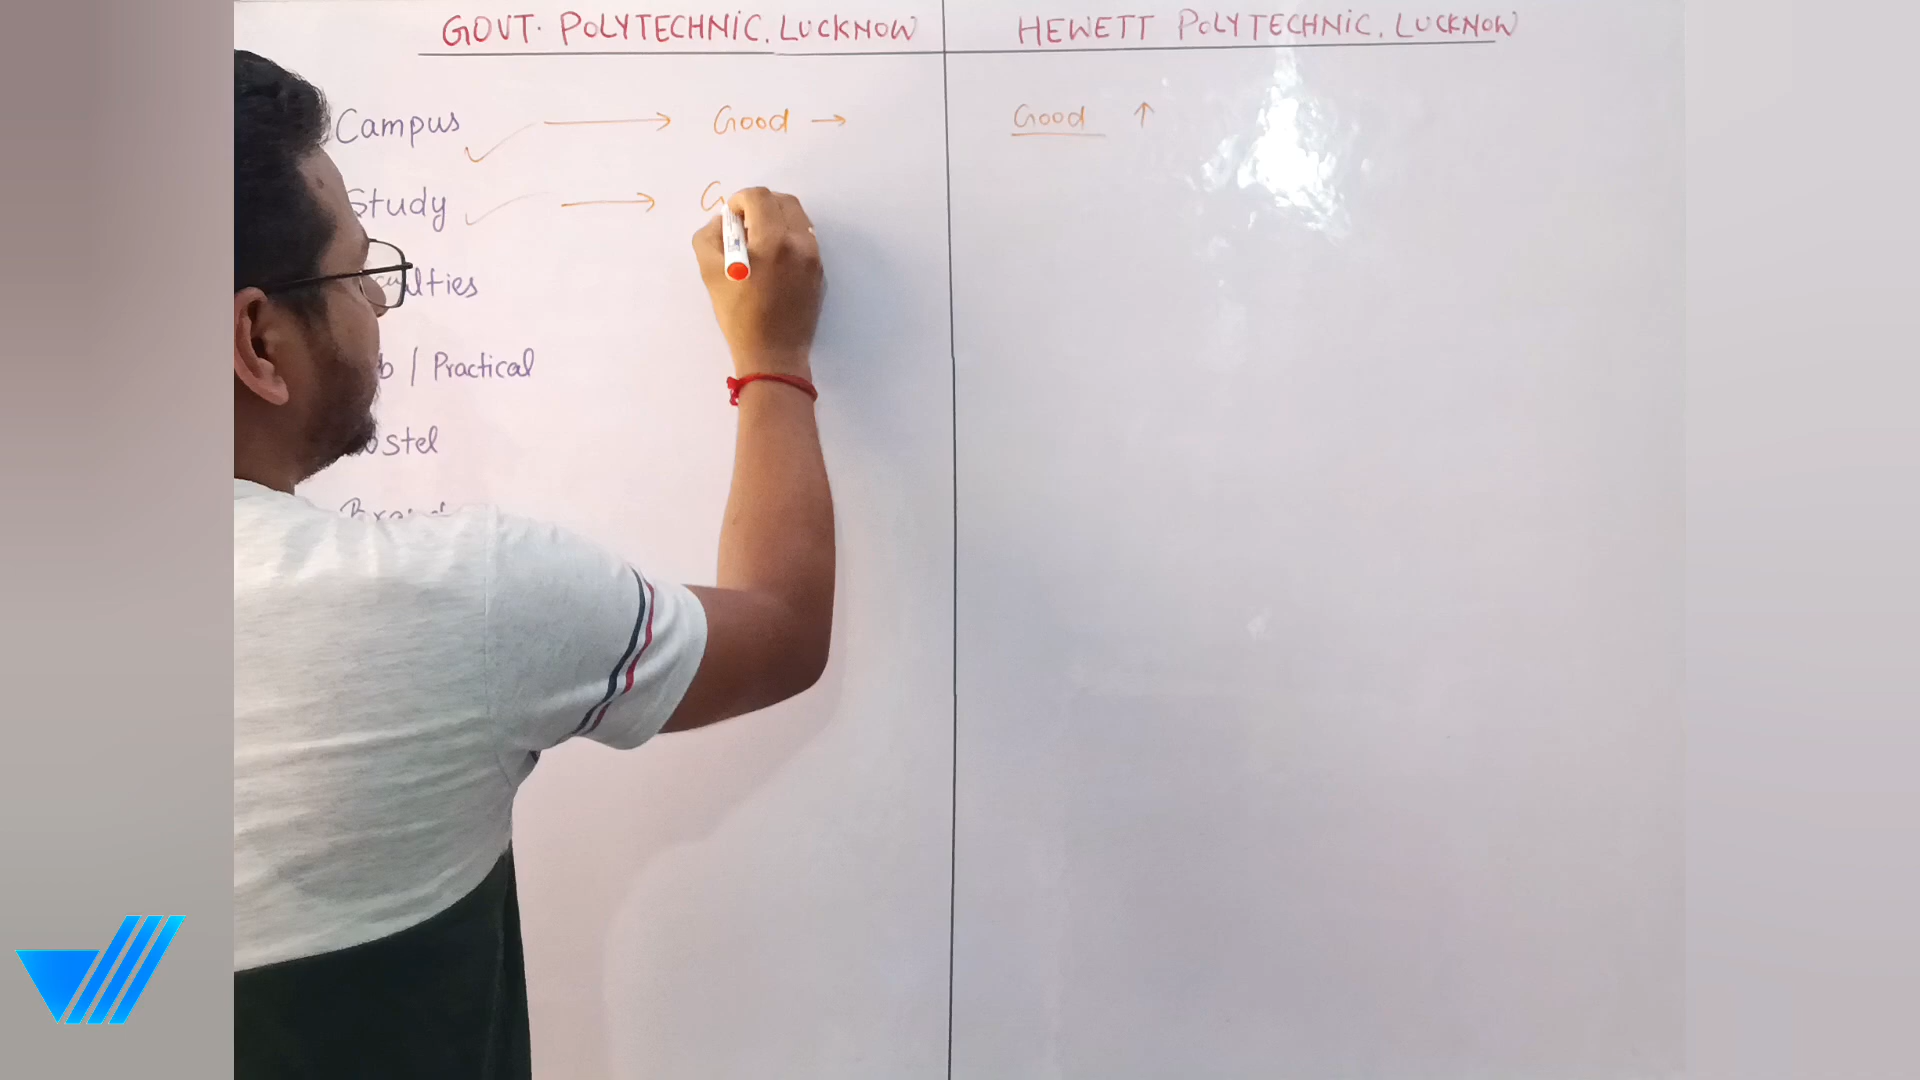 GOVT. POLYTECHNIC, LUCKNOW
HEWETT POLYTECHNIC, LUCKNOW
Campus → Good →
Good ↑
Study →
/ Practical